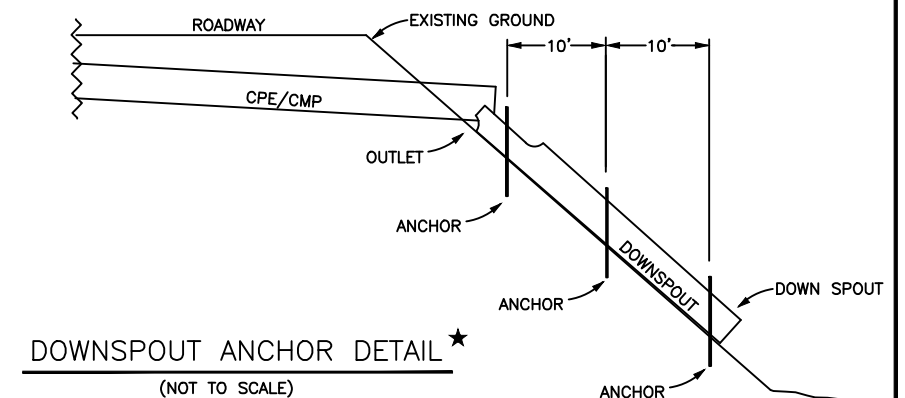 ROADWAY
EXISTING GROUND
10'
10'
CPE/CMP
OUTLET
ANCHOR
DOWNSPOUT
DOWN SPOUT
ANCHOR
DOWNSPOUT ANCHOR DETAIL ★
(NOT TO SCALE)
ANCHOR